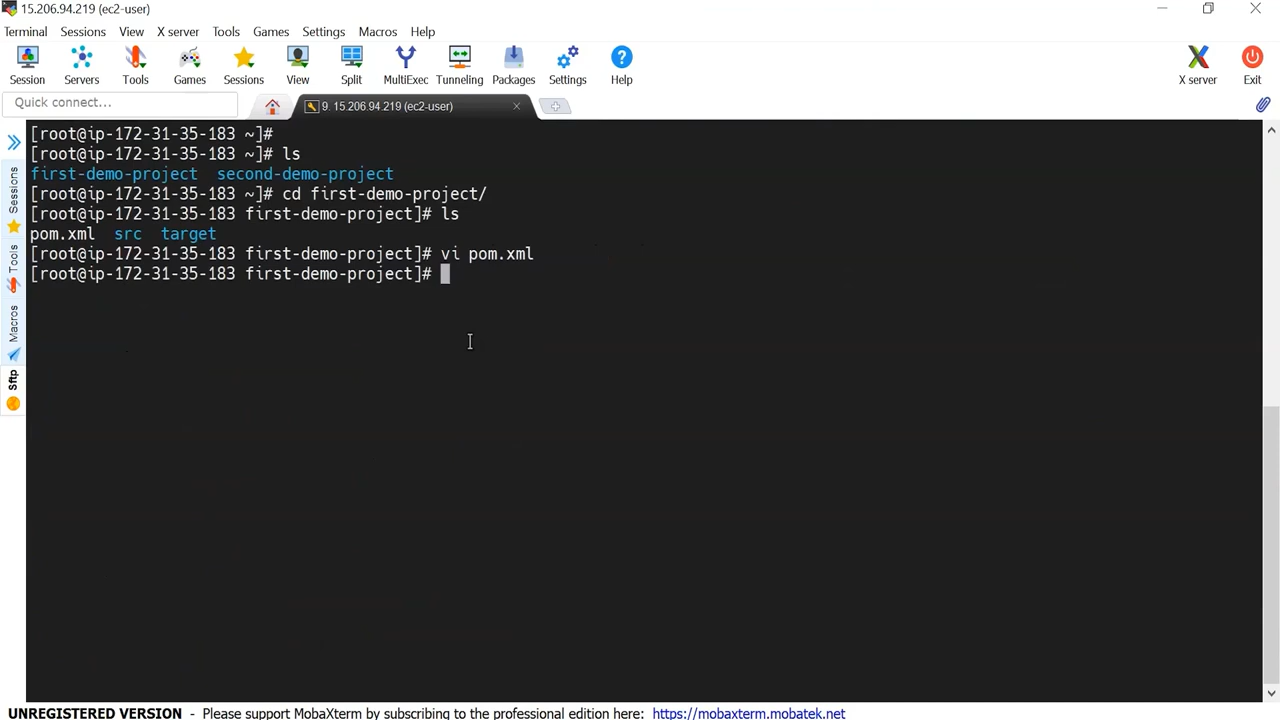 15.206.94.219 (ec2-user)
Terminal Sessions View X server Tools Games Settings Macros Help
Session Servers Tools Games Sessions View Split MultiExec Tunneling Packages Settings Help X server Exit
Quick connect...
9. 15.206.94.219 (ec2-user)
[root@ip-172-31-35-183 ~]#
[root@ip-172-31-35-183 ~]# ls
first-demo-project second-demo-project
[root@ip-172-31-35-183 ~]# cd first-demo-project/
[root@ip-172-31-35-183 first-demo-project]# ls
pom.xml src target
[root@ip-172-31-35-183 first-demo-project]# vi pom.xml
[root@ip-172-31-35-183 first-demo-project]#
Sessions
Tools
Macros
Sftp
UNREGISTERED VERSION - Please support MobaXterm by subscribing to the professional edition here: https://mobaxterm.mobatek.net